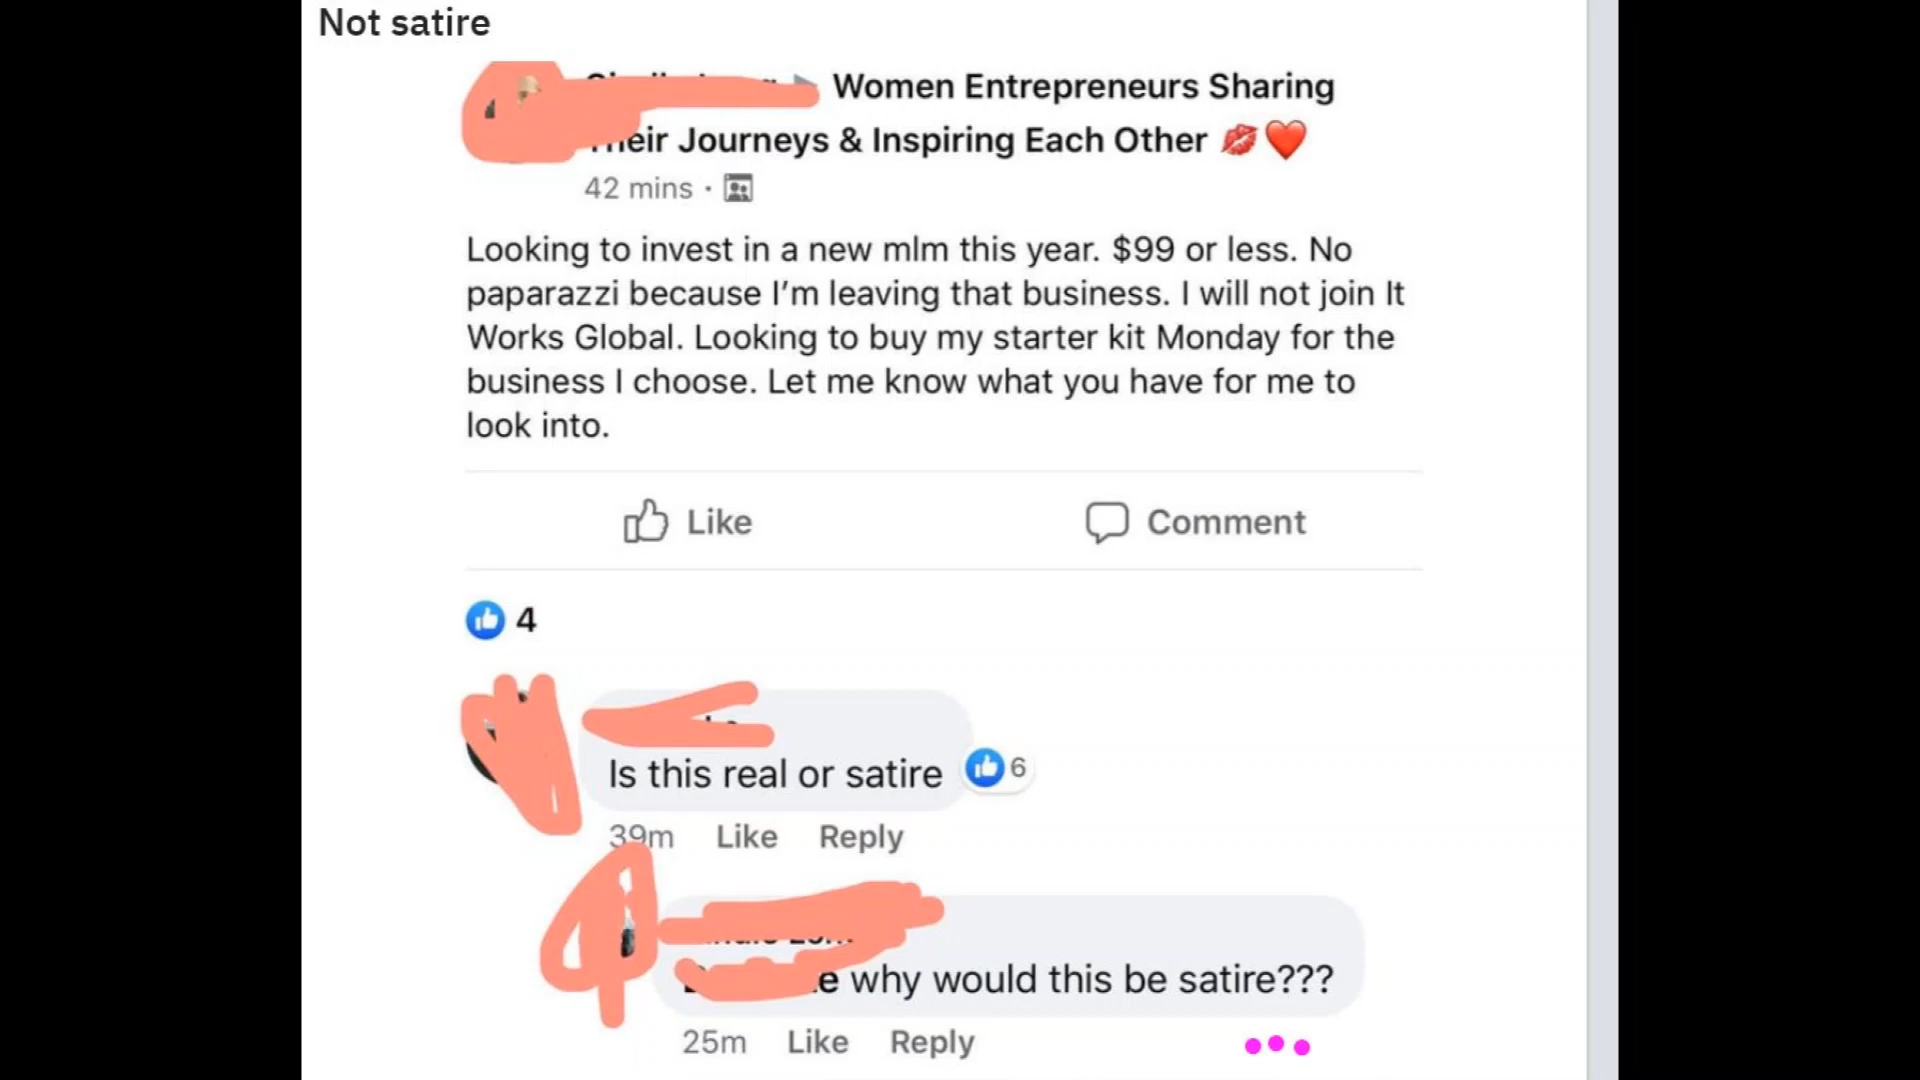 Not satire
Women Entrepreneurs Sharing
Their Journeys & Inspiring Each Other 💋❤️
42 mins ·
Looking to invest in a new mlm this year. $99 or less. No
paparazzi because I’m leaving that business. I will not join It
Works Global. Looking to buy my starter kit Monday for the
business I choose. Let me know what you have for me to
look into.
Like Comment
4
Is this real or satire 6
39m Like Reply
why would this be satire???
25m Like Reply